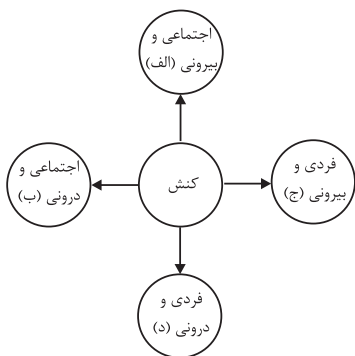 اجتماعی و
بیرونی (الف)
فردی و
بیرونی (ج)
کنش
اجتماعی و
درونی (ب)
فردی و
درونی (د)